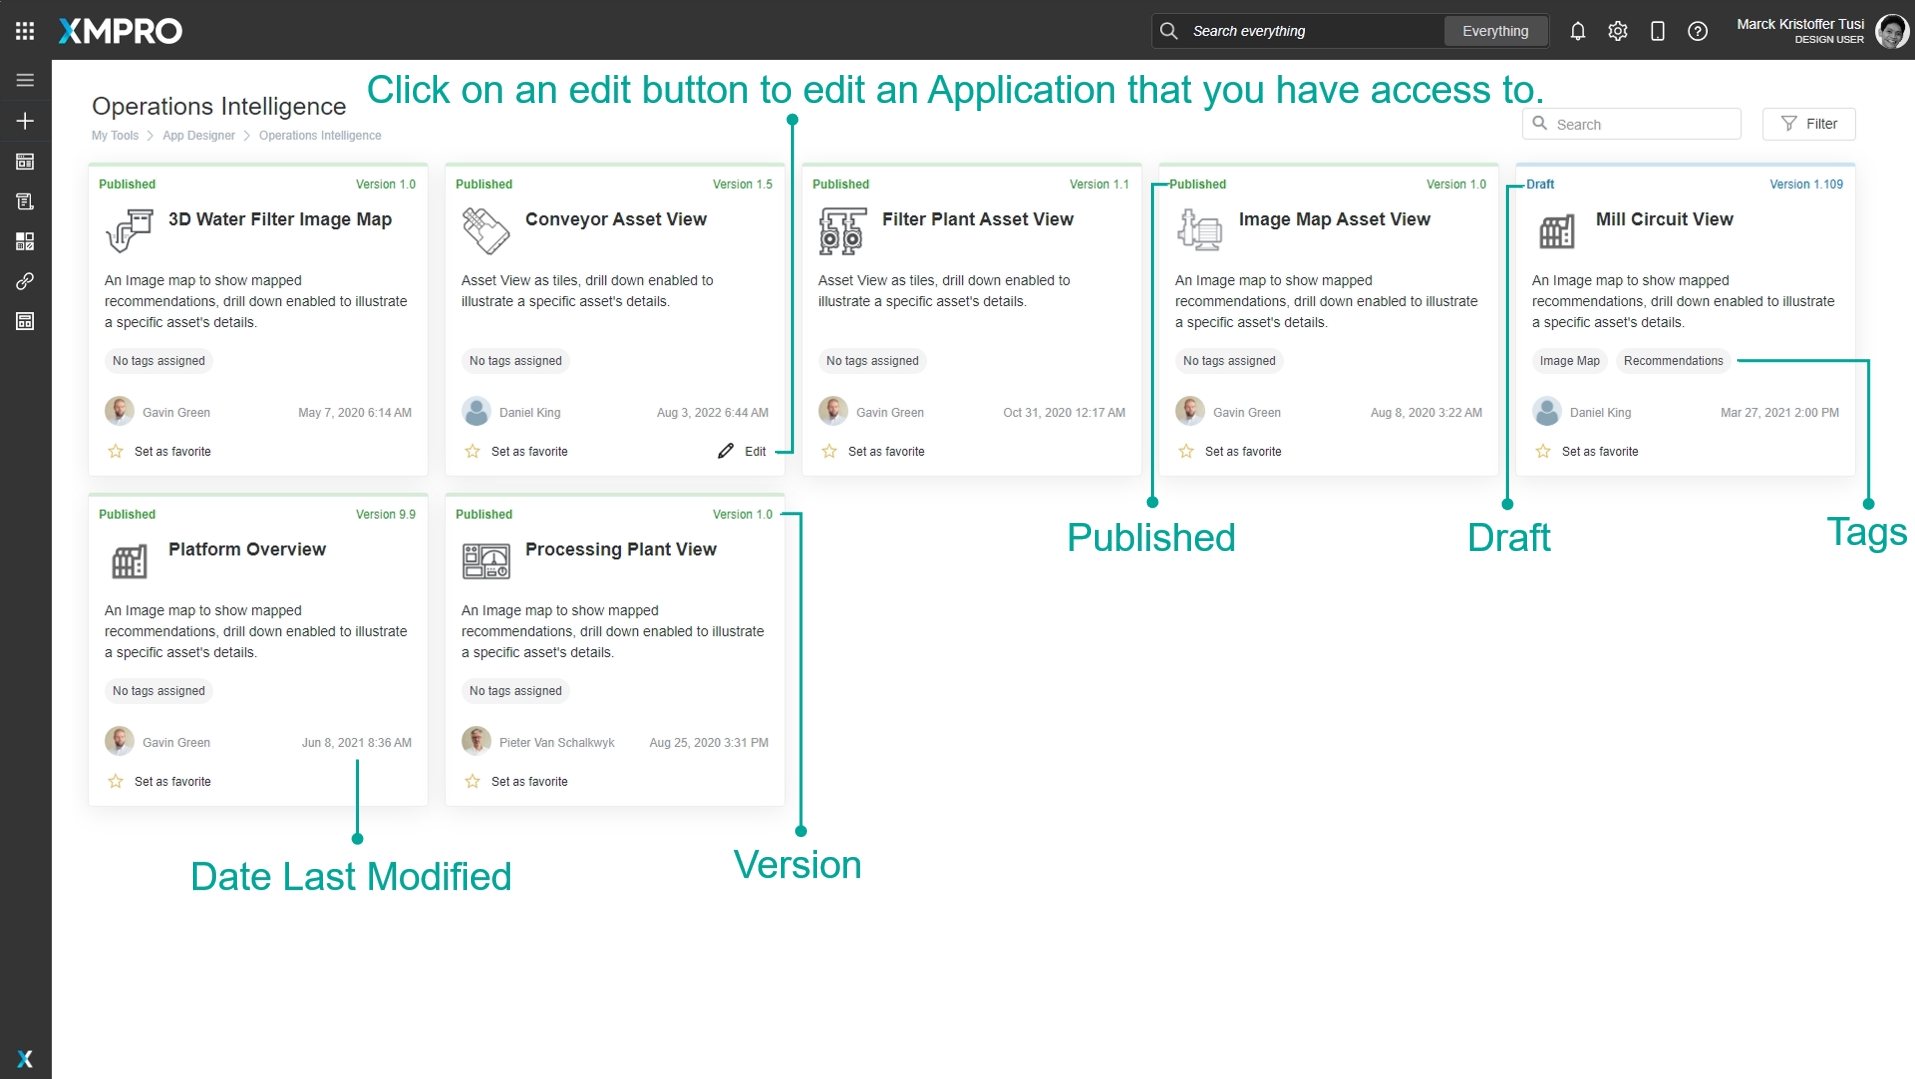 XMPRO
Search everything
Everything
Marck Kristoffer Tusi
DESIGN USER
Click on an edit button to edit an Application that you have access to.
Operations Intelligence
My Tools > App Designer > Operations Intelligence
Search
Filter
Published Version 1.0
3D Water Filter Image Map
An Image map to show mapped
recommendations, drill down enabled to illustrate
a specific asset's details.
No tags assigned
Gavin Green May 7, 2020 6:14 AM
Set as favorite
Published Version 1.5
Conveyor Asset View
Asset View as tiles, drill down enabled to
illustrate a specific asset's details.
No tags assigned
Daniel King Aug 3, 2022 6:44 AM
Set as favorite Edit
Published Version 1.1
Filter Plant Asset View
Asset View as tiles, drill down enabled to
illustrate a specific asset's details.
No tags assigned
Gavin Green Oct 31, 2020 12:17 AM
Set as favorite
Published Version 1.0
Image Map Asset View
An Image map to show mapped
recommendations, drill down enabled to illustrate
a specific asset's details.
No tags assigned
Gavin Green Aug 8, 2020 3:22 AM
Set as favorite
Draft Version 1.109
Mill Circuit View
An Image map to show mapped
recommendations, drill down enabled to illustrate
a specific asset's details.
Image Map Recommendations
Daniel King Mar 27, 2021 2:00 PM
Set as favorite
Published
Draft
Tags
Published Version 9.9
Platform Overview
An Image map to show mapped
recommendations, drill down enabled to illustrate
a specific asset's details.
No tags assigned
Gavin Green Jun 8, 2021 8:36 AM
Set as favorite
Published Version 1.0
Processing Plant View
An Image map to show mapped
recommendations, drill down enabled to illustrate
a specific asset's details.
No tags assigned
Pieter Van Schalkwyk Aug 25, 2020 3:31 PM
Set as favorite
Date Last Modified
Version
X